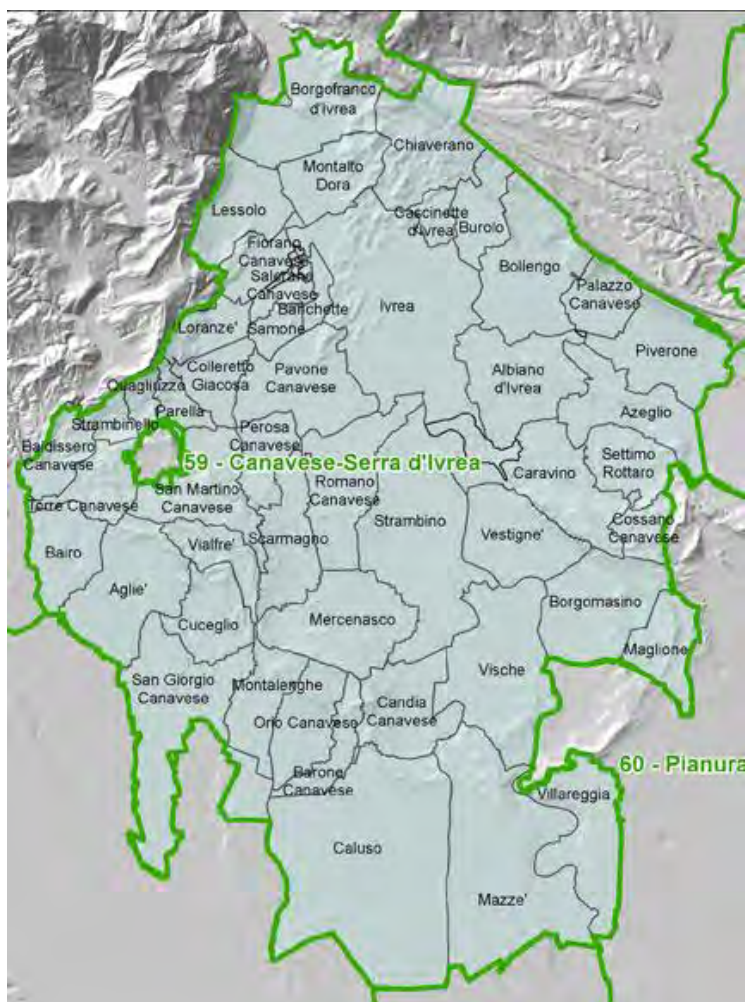 Borgofranco
d'Ivrea
Chiaverano
Montalto
Dora
Lessolo
Cascinette
d'Ivrea
Burolo
Fiorano
Canavese
Bollengo
Salerano
Canavese
Palazzo
Canavese
Banchette
Ivrea
Loranze'
Samone
Piverone
Colleretto
Giacosa
Pavone
Canavese
Albiano
d'Ivrea
Quagliuzzo
Azeglio
Parella
Strambinello
Perosa
Canavese
Baldissero
Canavese
59 - Canavese-Serra d'Ivrea
Settimo
Rottaro
Caravino
Romano
Canavese
San Martino
Canavese
Torre Canavese
Strambino
Cossano
Canavese
Vestigne'
Scarmagno
Vialfre'
Bairo
Aglie'
Borgomasino
Cuceglio
Mercenasco
Maglione
Vische
San Giorgio
Canavese
Montalenghe
Candia
Canavese
Orio Canavese
60 - Pianura
Barone
Canavese
Villareggia
Caluso
Mazze'